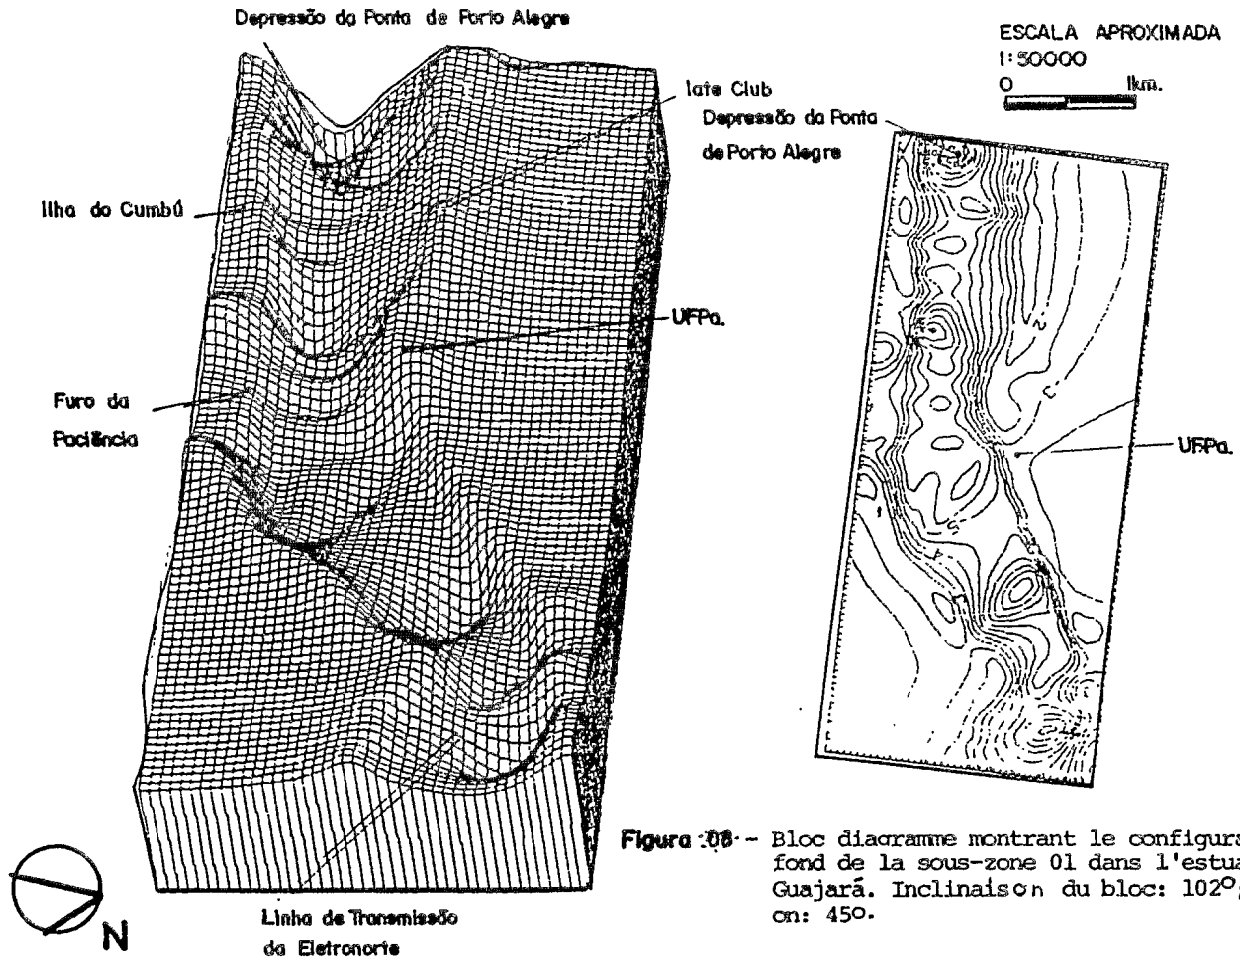 Depressão da Ponta de Porto Alegre
ESCALA APROXIMADA
1:50000
0 1km.
Iate Club
Depressão da Ponta
de Porto Alegre
Ilha do Cumbú
UFPa.
Furo da
Paciência
UFPa.
Figura 08 - Bloc diagramme montrant le configura
fond de la sous-zone 01 dans l'estua
Guajará. Inclinaison du bloc: 102°;
on: 45°.
N
Linha de Transmissão
da Eletronorte